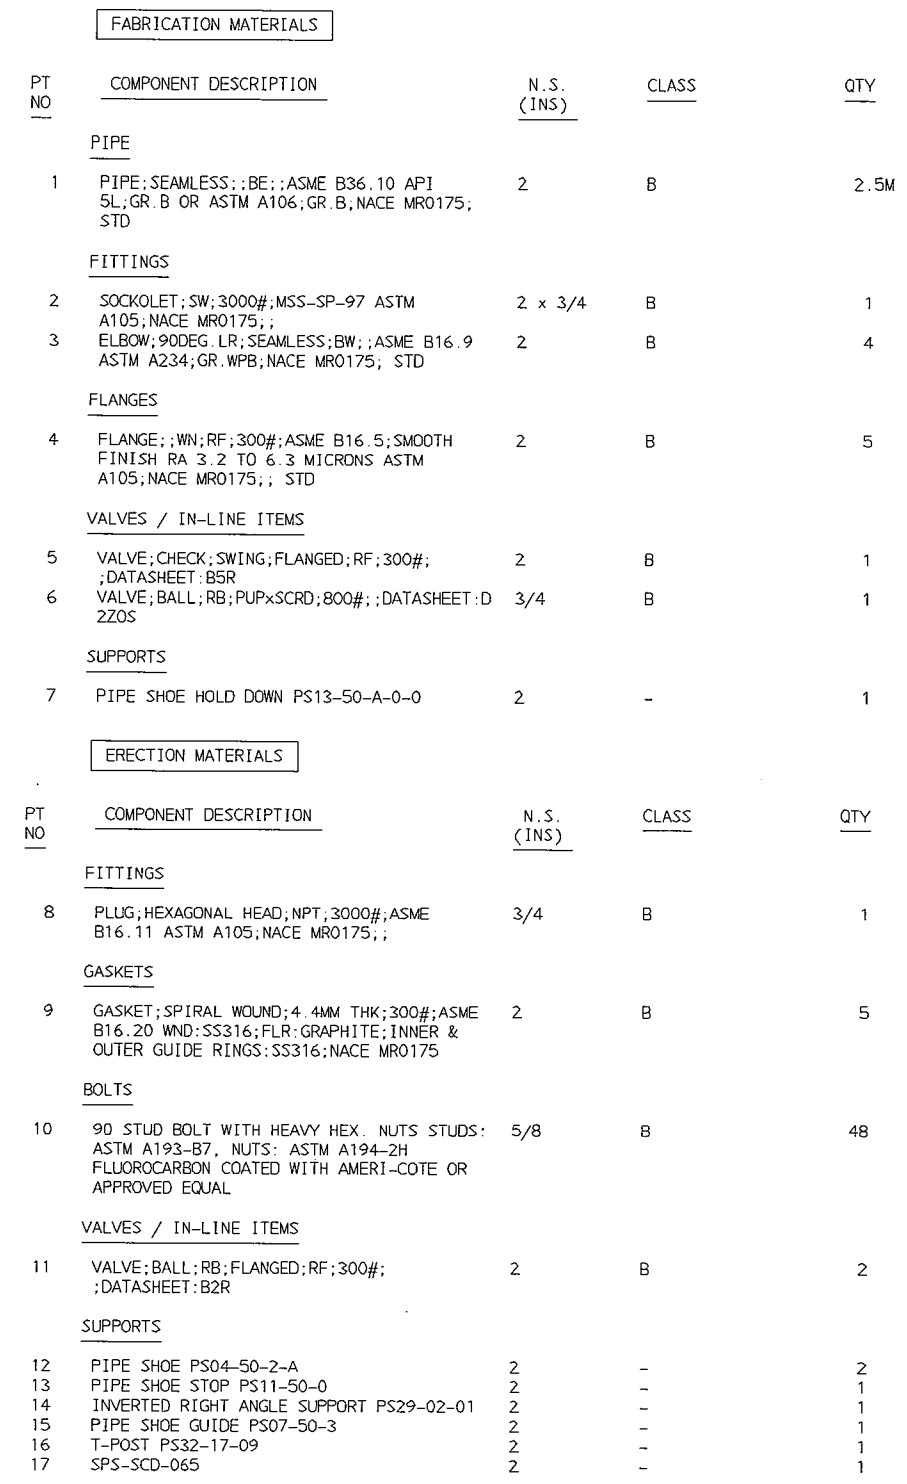 FABRICATION MATERIALS
PT NO COMPONENT DESCRIPTION N.S. (INS) CLASS QTY
PIPE
1 PIPE;SEAMLESS;;BE;;ASME B36.10 API 2 B 2.5M
5L;GR.B OR ASTM A106;GR.B;NACE MR0175;
STD
FITTINGS
2 SOCKOLET;SW;3000#;MSS-SP-97 ASTM 2 x 3/4 B 1
A105;NACE MR0175;;
3 ELBOW;90DEG.LR;SEAMLESS;BW;;ASME B16.9 2 B 4
ASTM A234;GR.WPB;NACE MR0175; STD
FLANGES
4 FLANGE;;WN;RF;300#;ASME B16.5;SMOOTH 2 B 5
FINISH RA 3.2 TO 6.3 MICRONS ASTM
A105;NACE MR0175;; STD
VALVES / IN-LINE ITEMS
5 VALVE;CHECK;SWING;FLANGED;RF;300#; 2 B 1
;DATASHEET:B5R
6 VALVE;BALL;RB;PUPxSCRD;800#;;DATASHEET:D 3/4 B 1
2ZOS
SUPPORTS
7 PIPE SHOE HOLD DOWN PS13-50-A-0-0 2 - 1
ERECTION MATERIALS
PT NO COMPONENT DESCRIPTION N.S. (INS) CLASS QTY
FITTINGS
8 PLUG;HEXAGONAL HEAD;NPT;3000#;ASME 3/4 B 1
B16.11 ASTM A105;NACE MR0175;;
GASKETS
9 GASKET;SPIRAL WOUND;4.4MM THK;300#;ASME 2 B 5
B16.20 WND:SS316;FLR:GRAPHITE;INNER &
OUTER GUIDE RINGS:SS316;NACE MR0175
BOLTS
10 90 STUD BOLT WITH HEAVY HEX. NUTS STUDS: 5/8 B 48
ASTM A193-B7, NUTS: ASTM A194-2H
FLUOROCARBON COATED WITH AMERI-COTE OR
APPROVED EQUAL
VALVES / IN-LINE ITEMS
11 VALVE;BALL;RB;FLANGED;RF;300#; 2 B 2
;DATASHEET:B2R
SUPPORTS
12 PIPE SHOE PS04-50-2-A 2 - 2
13 PIPE SHOE STOP PS11-50-0 2 - 1
14 INVERTED RIGHT ANGLE SUPPORT PS29-02-01 2 - 1
15 PIPE SHOE GUIDE PS07-50-3 2 - 1
16 T-POST PS32-17-09 2 - 1
17 SPS-SCD-065 2 - 1